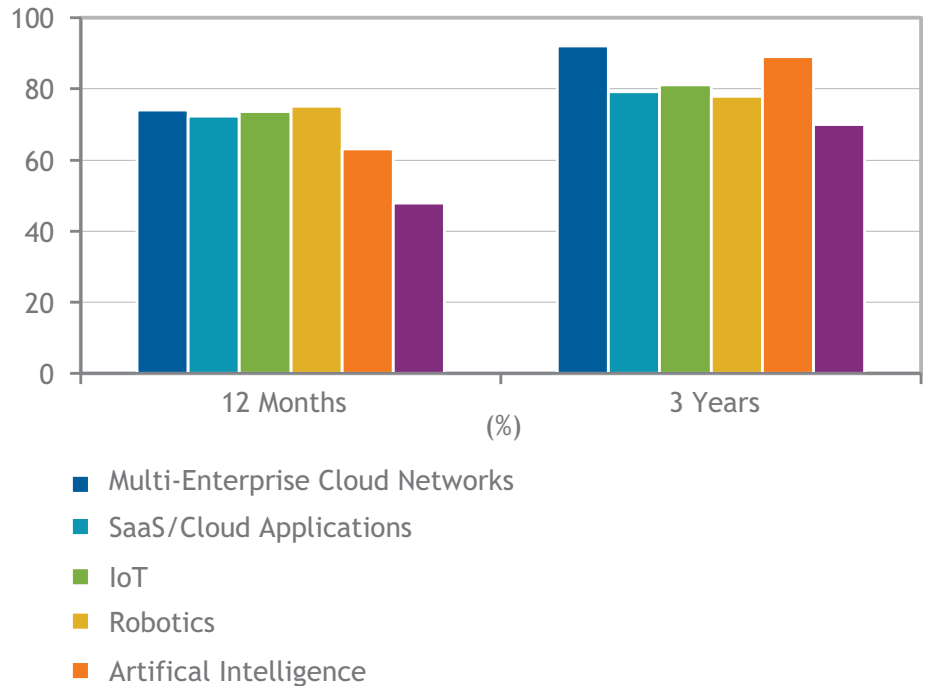 100
80
60
40
20
0
12 Months
3 Years
(%)
Multi-Enterprise Cloud Networks
SaaS/Cloud Applications
IoT
Robotics
Artifical Intelligence